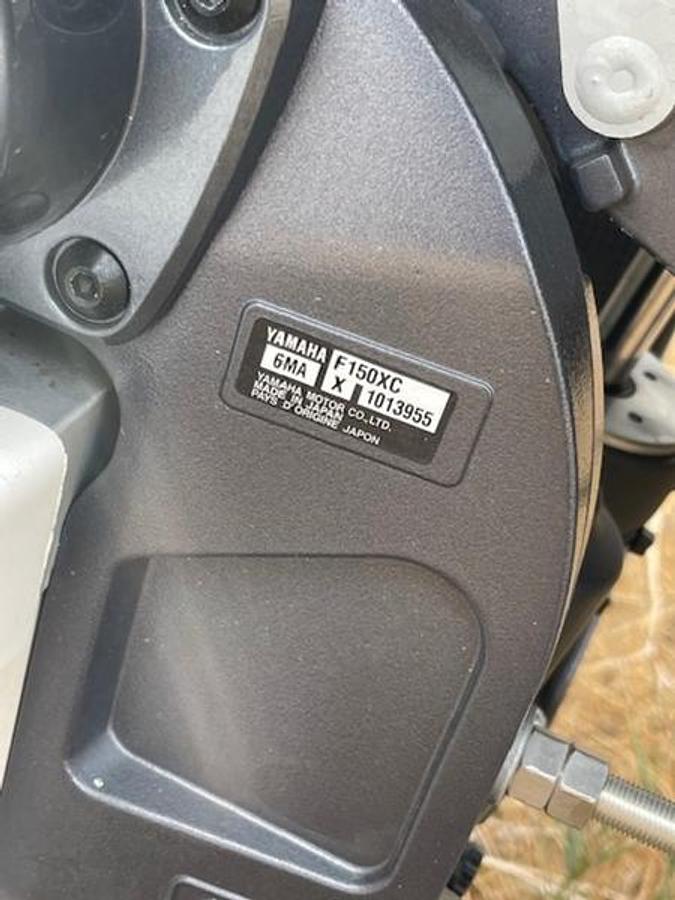 YAMAHA F150XC
6MA X 1013955
YAMAHA MOTOR CO.,LTD.
MADE IN JAPAN
PAYS D'ORIGINE JAPON